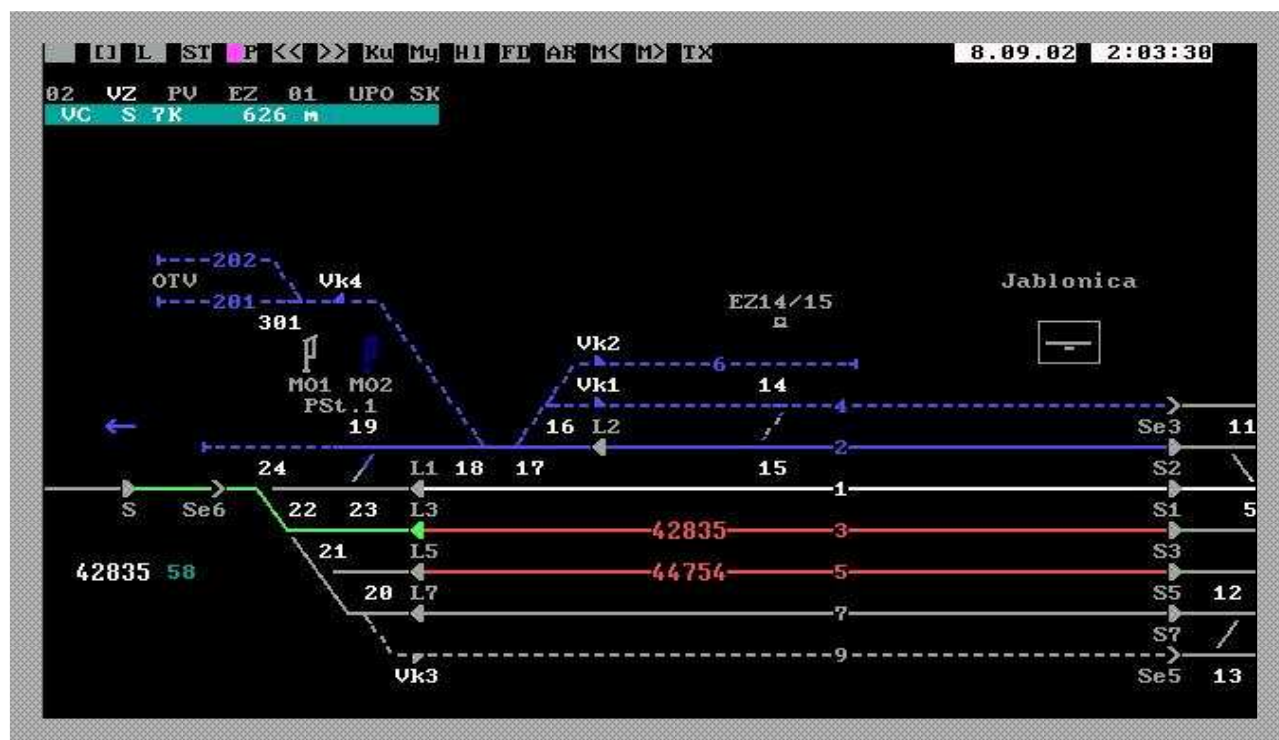 [] L ST P << >> Ku My Hl FD AR M< M> TX 8.09.02 2:03:30
02 VZ PV EZ 01 UPO SK
VC S 7K 626 m
202
OTV Vk4 Jablonica
201 EZ14/15
301
Vk2
6
MO1 MO2 Vk1 14
PSt.1 4
19 16 L2 Se3 11
2
24 L1 18 17 15 S2
1
S Se6 22 23 L3 S1 5
42835 3
21 L5 S3
42835 58 44754 5
20 L7 S5 12
7
S7
9
Vk3 Se5 13